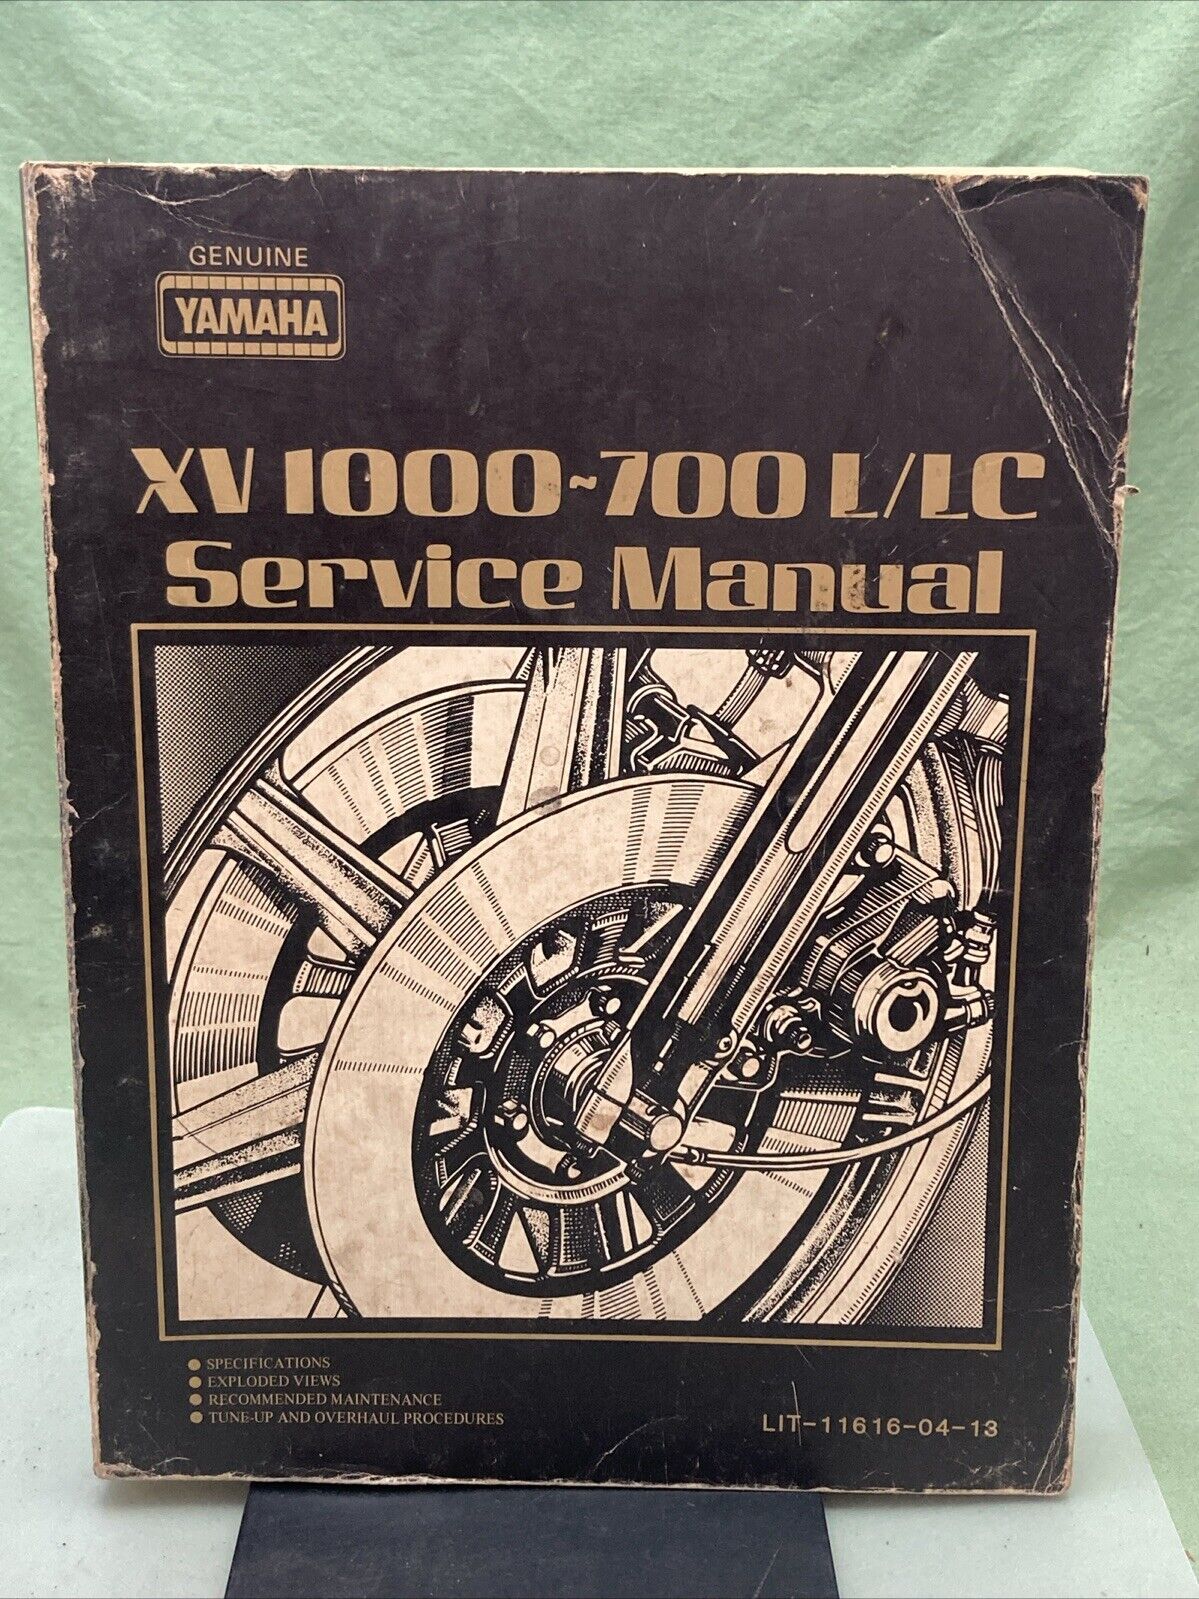 GENUINE
YAMAHA
XV 1000~700 L/LC
Service Manual
● SPECIFICATIONS
● EXPLODED VIEWS
● RECOMMENDED MAINTENANCE
● TUNE-UP AND OVERHAUL PROCEDURES
LIT-11616-04-13